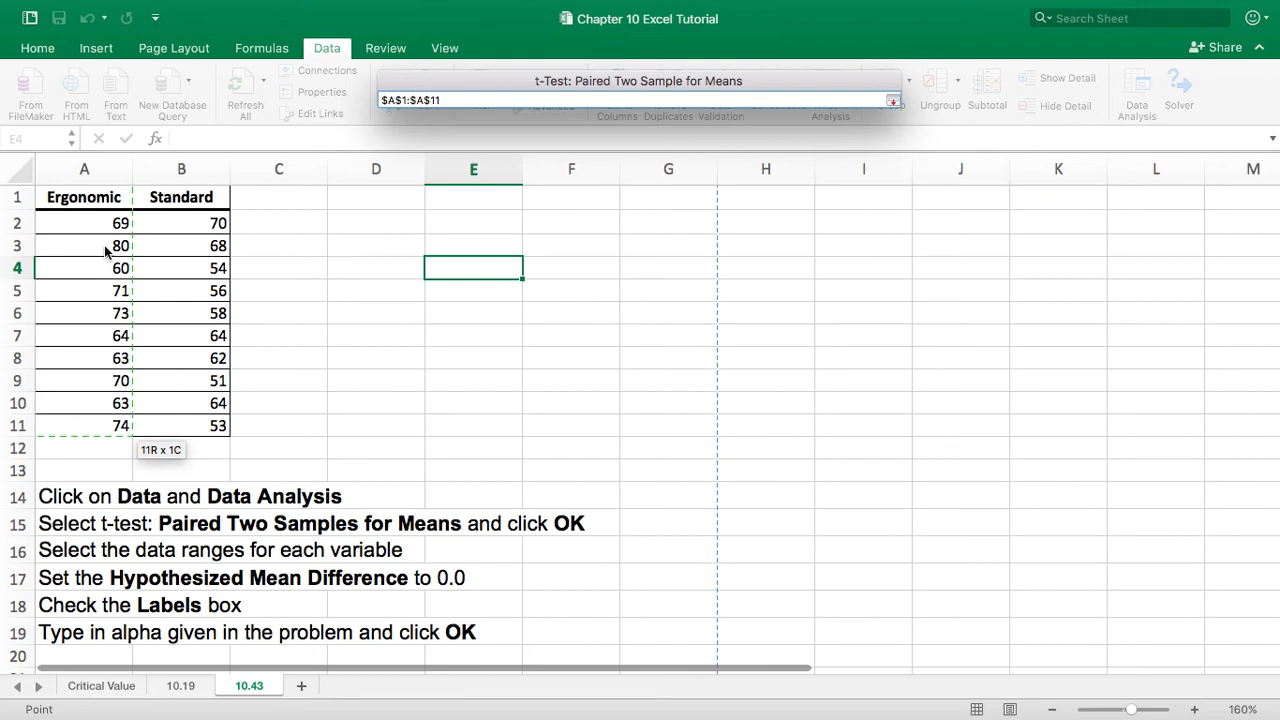 Chapter 10 Excel Tutorial
Search Sheet
Home Insert Page Layout Formulas Data Review View
Share
From FileMaker
From HTML
From Text
New Database Query
Refresh All
Connections
Properties
Edit Links
t-Test: Paired Two Sample for Means
$A$1:$A$11
Columns Duplicates Validation
Analysis
Ungroup
Subtotal
Show Detail
Hide Detail
Data Analysis
Solver
E4
fx
A B C D E F G H I J K L M
1 Ergonomic Standard
2 69 70
3 80 68
4 60 54
5 71 56
6 73 58
7 64 64
8 63 62
9 70 51
10 63 64
11 74 53
12 11R x 1C
13
14 Click on Data and Data Analysis
15 Select t-test: Paired Two Samples for Means and click OK
16 Select the data ranges for each variable
17 Set the Hypothesized Mean Difference to 0.0
18 Check the Labels box
19 Type in alpha given in the problem and click OK
20
Critical Value 10.19 10.43
Point
160%